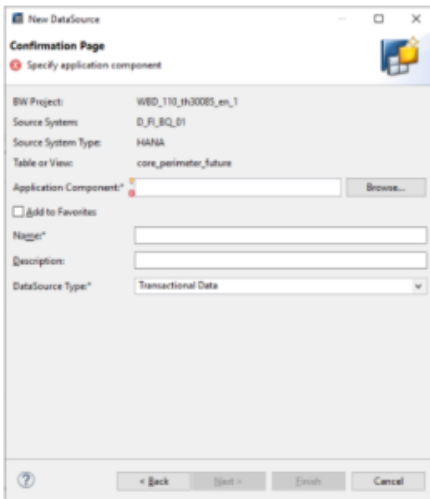 New DataSource
Confirmation Page
Specify application component
BW Project: WBD_110_th30085_en_1
Source System: D_FI_BQ_01
Source System Type: HANA
Table or View: core_perimeter_future
Application Component:* Browse...
Add to Favorites
Name:*
Description:
DataSource Type:* Transactional Data
? < Back Next > Finish Cancel